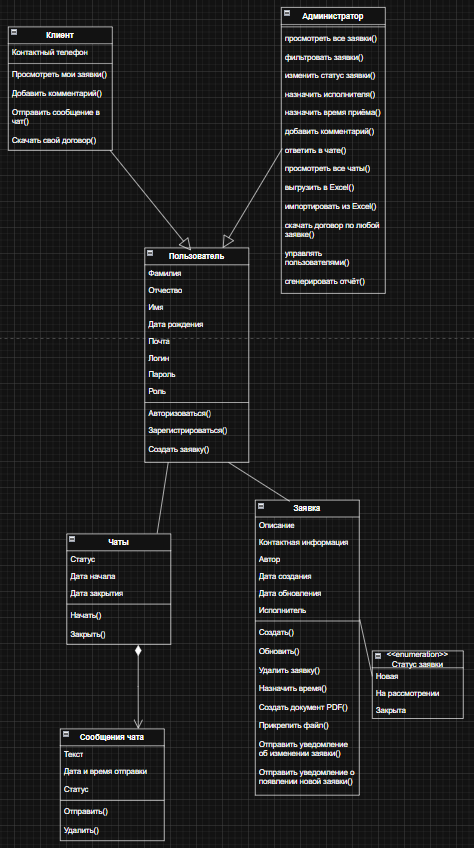 Клиент
Контактный телефон
Просмотреть мои заявки()
Добавить комментарий()
Отправить сообщение в
чат()
Скачать свой договор()
Администратор
просмотреть все заявки()
фильтровать заявки()
изменить статус заявки()
назначить исполнителя()
назначить время приёма()
добавить комментарий()
ответить в чате()
просмотреть все чаты()
выгрузить в Excel()
импортировать из Excel()
скачать договор по любой
заявке()
управлять
пользователями()
сгенерировать отчёт()
Пользователь
Фамилия
Отчество
Имя
Дата рождения
Почта
Логин
Пароль
Роль
Авторизоваться()
Зарегистрироваться()
Создать заявку()
Чаты
Статус
Дата начала
Дата закрытия
Начать()
Закрыть()
Сообщения чата
Текст
Дата и время отправки
Статус
Отправить()
Удалить()
Заявка
Описание
Контактная информация
Автор
Дата создания
Дата обновления
Исполнитель
Создать()
Обновить()
Удалить заявку()
Назначить время()
Создать документ PDF()
Прикрепить файл()
Отправить уведомление
об изменении заявки()
Отправить уведомление о
появлении новой заявки()
<<enumeration>>
Статус заявки
Новая
На рассмотрении
Закрыта